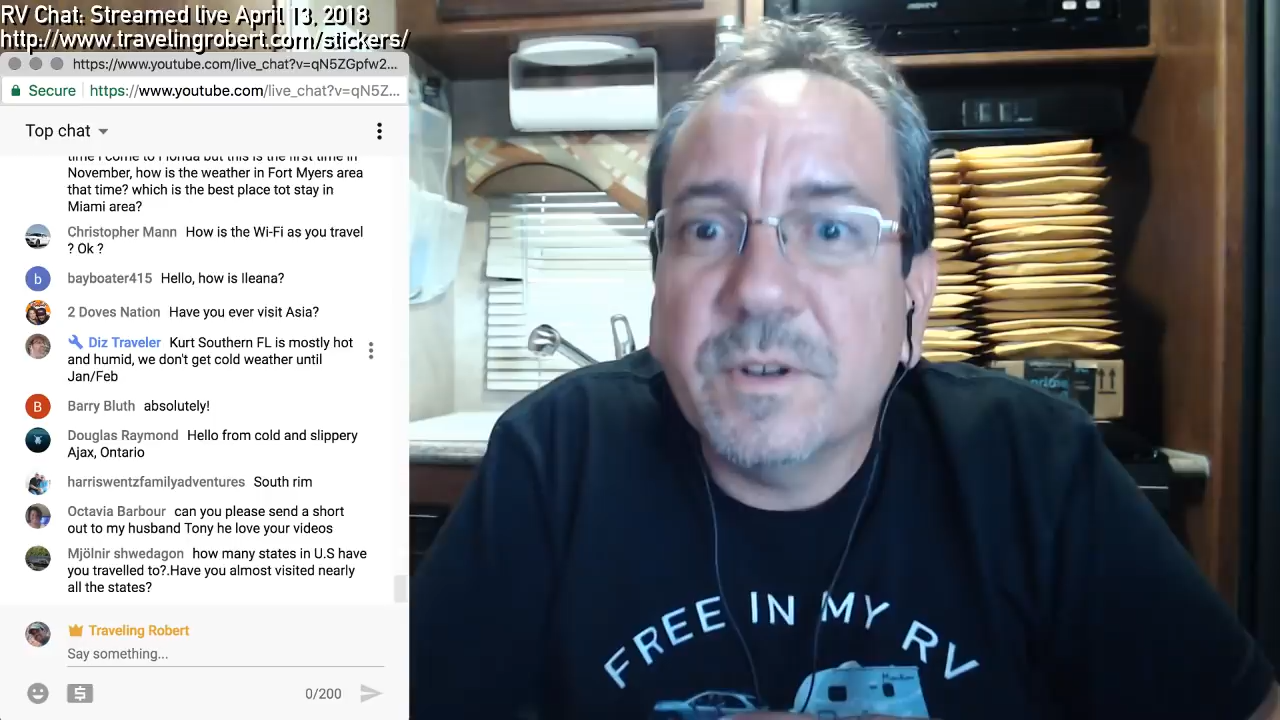 RV Chat: Streamed live April 13, 2018
http://www.travelingrobert.com/stickers/
https://www.youtube.com/live_chat?v=qN5ZGpfw2...
Secure
https://www.youtube.com/live_chat?v=qN5Z...
Top chat
time I come to Florida but this is the first time in
November, how is the weather in Fort Myers area
that time? which is the best place tot stay in
Miami area?
Christopher Mann How is the Wi-Fi as you travel
? Ok ?
b
bayboater415 Hello, how is Ileana?
2 Doves Nation Have you ever visit Asia?
Diz Traveler Kurt Southern FL is mostly hot
and humid, we don't get cold weather until
Jan/Feb
B
Barry Bluth absolutely!
Douglas Raymond Hello from cold and slippery
Ajax, Ontario
harriswentzfamilyadventures South rim
Octavia Barbour can you please send a short
out to my husband Tony he love your videos
Mjölnir shwedagon how many states in U.S have
you travelled to?.Have you almost visited nearly
all the states?
Traveling Robert
Say something...
$
0/200
prime
FREE IN MY RV